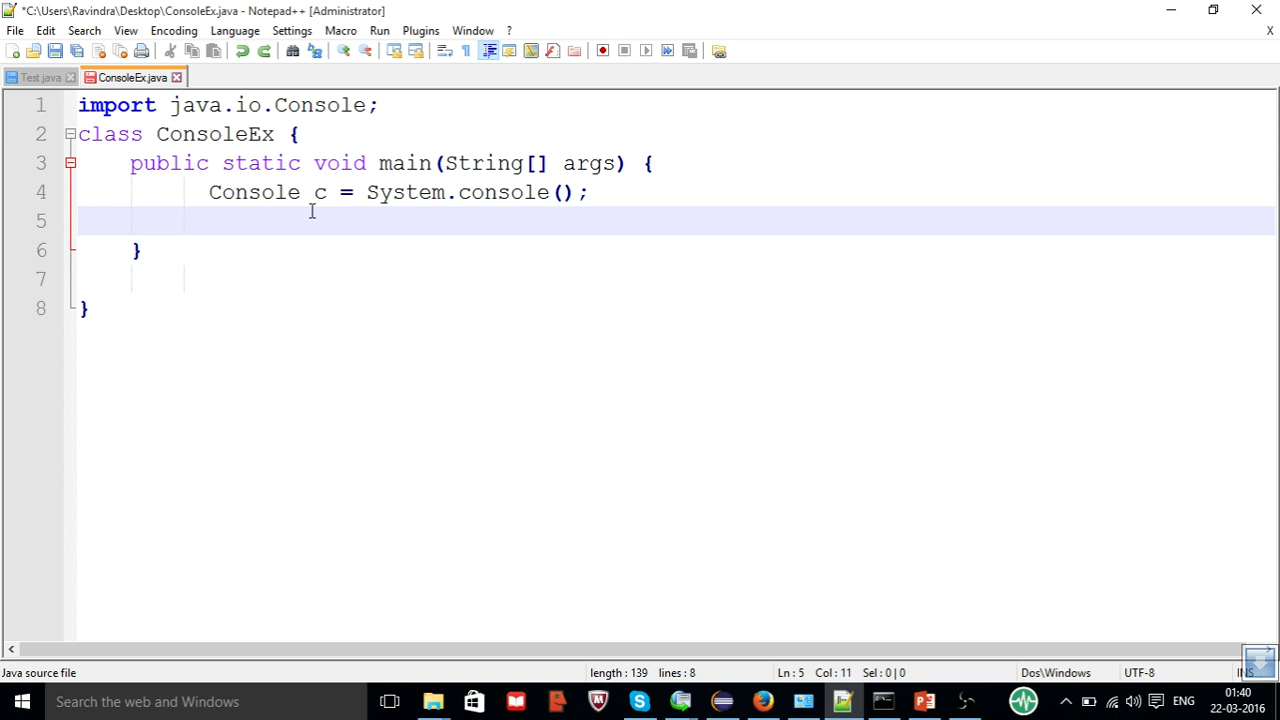 *C:\Users\Ravindra\Desktop\ConsoleEx.java - Notepad++ [Administrator]
File Edit Search View Encoding Language Settings Macro Run Plugins Window ? X
Test.java ConsoleEx.java
1 import java.io.Console;
2 class ConsoleEx {
3 public static void main(String[] args) {
4 Console c = System.console();
5
6 }
7
8 }
Java source file length : 139 lines : 8 Ln : 5 Col : 11 Sel : 0 | 0 Dos\Windows UTF-8 INS
Search the web and Windows ENG 01:40
22-03-2016